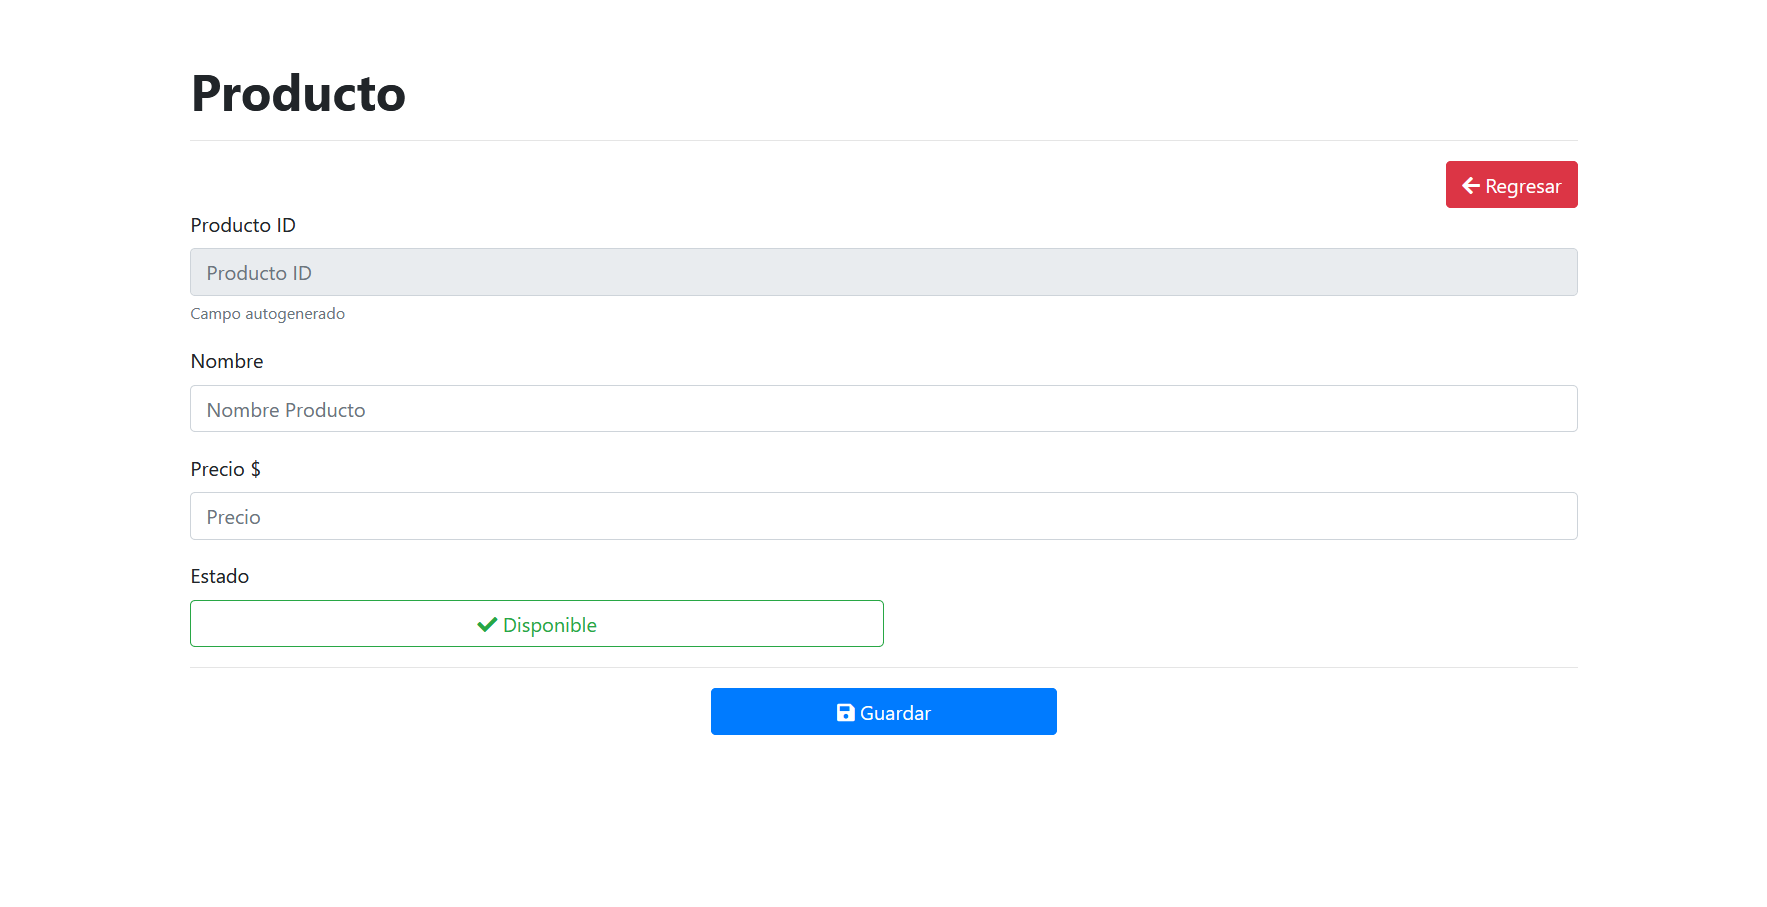 Producto
Regresar
Producto ID
Producto ID
Campo autogenerado
Nombre
Nombre Producto
Precio $
Precio
Estado
Disponible
Guardar